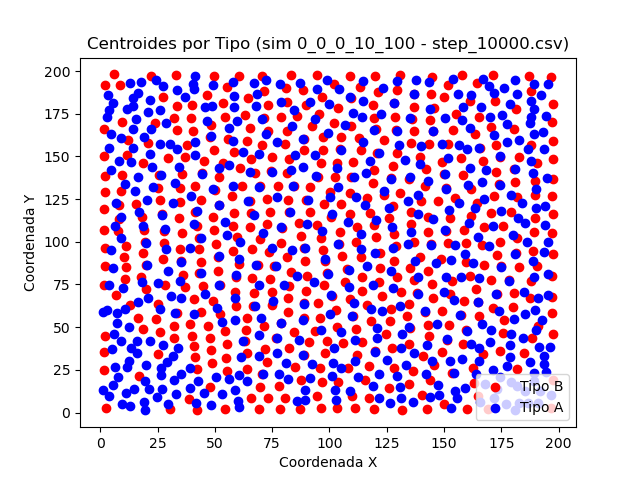 Centroides por Tipo (sim 0_0_0_10_100 - step_10000.csv)
200
175
150
125
100
75
50
25
0
Coordenada Y
0 25 50 75 100 125 150 175 200
Coordenada X
Tipo B
Tipo A